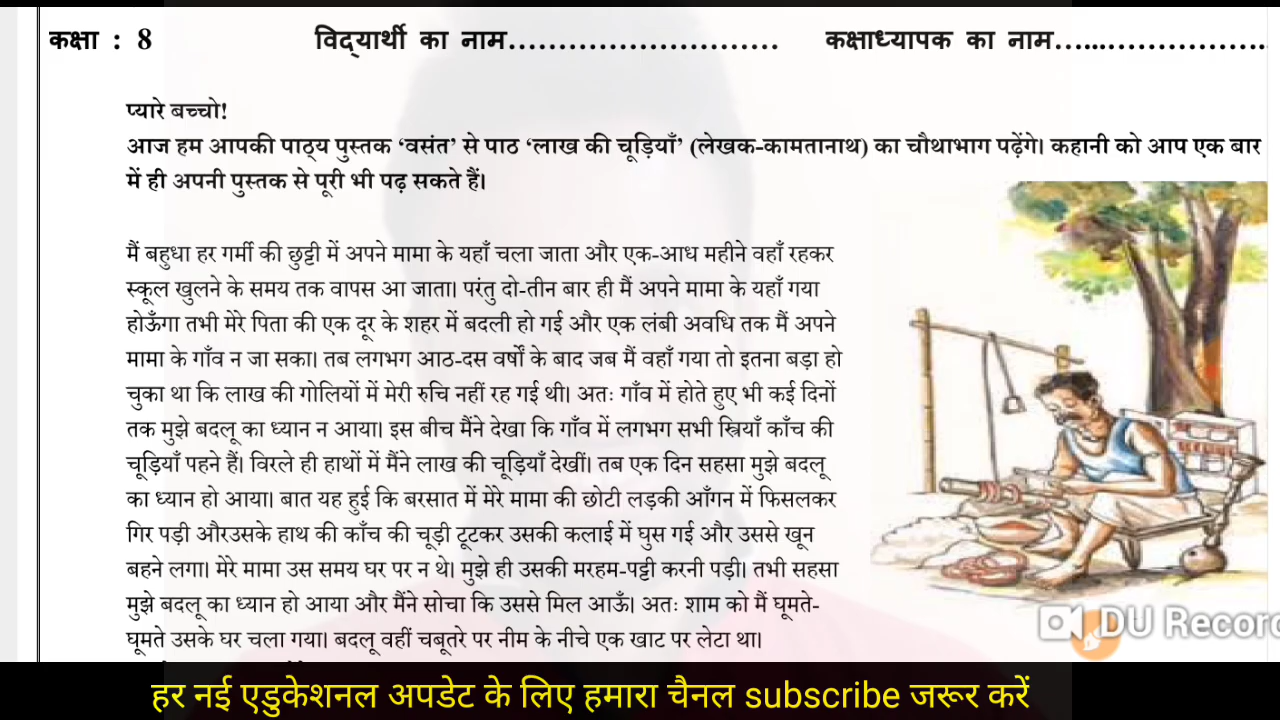 कक्षा : 8 विद्यार्थी का नाम.............................. कक्षाध्यापक का नाम.......................
प्यारे बच्चो!
आज हम आपकी पाठ्य पुस्तक ‘वसंत’ से पाठ ‘लाख की चूड़ियाँ’ (लेखक-कामतानाथ) का चौथाभाग पढ़ेंगे। कहानी को आप एक बार
में ही अपनी पुस्तक से पूरी भी पढ़ सकते हैं।
मैं बहुधा हर गर्मी की छुट्टी में अपने मामा के यहाँ चला जाता और एक-आध महीने वहाँ रहकर
स्कूल खुलने के समय तक वापस आ जाता। परंतु दो-तीन बार ही मैं अपने मामा के यहाँ गया
होऊँगा तभी मेरे पिता की एक दूर के शहर में बदली हो गई और एक लंबी अवधि तक मैं अपने
मामा के गाँव न जा सका। तब लगभग आठ-दस वर्षों के बाद जब मैं वहाँ गया तो इतना बड़ा हो
चुका था कि लाख की गोलियों में मेरी रुचि नहीं रह गई थी। अतः गाँव में होते हुए भी कई दिनों
तक मुझे बदलू का ध्यान न आया। इस बीच मैंने देखा कि गाँव में लगभग सभी स्त्रियाँ काँच की
चूड़ियाँ पहने हैं। विरले ही हाथों में मैंने लाख की चूड़ियाँ देखीं। तब एक दिन सहसा मुझे बदलू
का ध्यान हो आया। बात यह हुई कि बरसात में मेरे मामा की छोटी लड़की आँगन में फिसलकर
गिर पड़ी औरउसके हाथ की काँच की चूड़ी टूटकर उसकी कलाई में घुस गई और उससे खून
बहने लगा। मेरे मामा उस समय घर पर न थे। मुझे ही उसकी मरहम-पट्टी करनी पड़ी। तभी सहसा
मुझे बदलू का ध्यान हो आया और मैंने सोचा कि उससे मिल आऊँ। अतः शाम को मैं घूमते-
घूमते उसके घर चला गया। बदलू वहीं चबूतरे पर नीम के नीचे एक खाट पर लेटा था।
DU Recorder
हर नई एडुकेशनल अपडेट के लिए हमारा चैनल subscribe जरूर करें